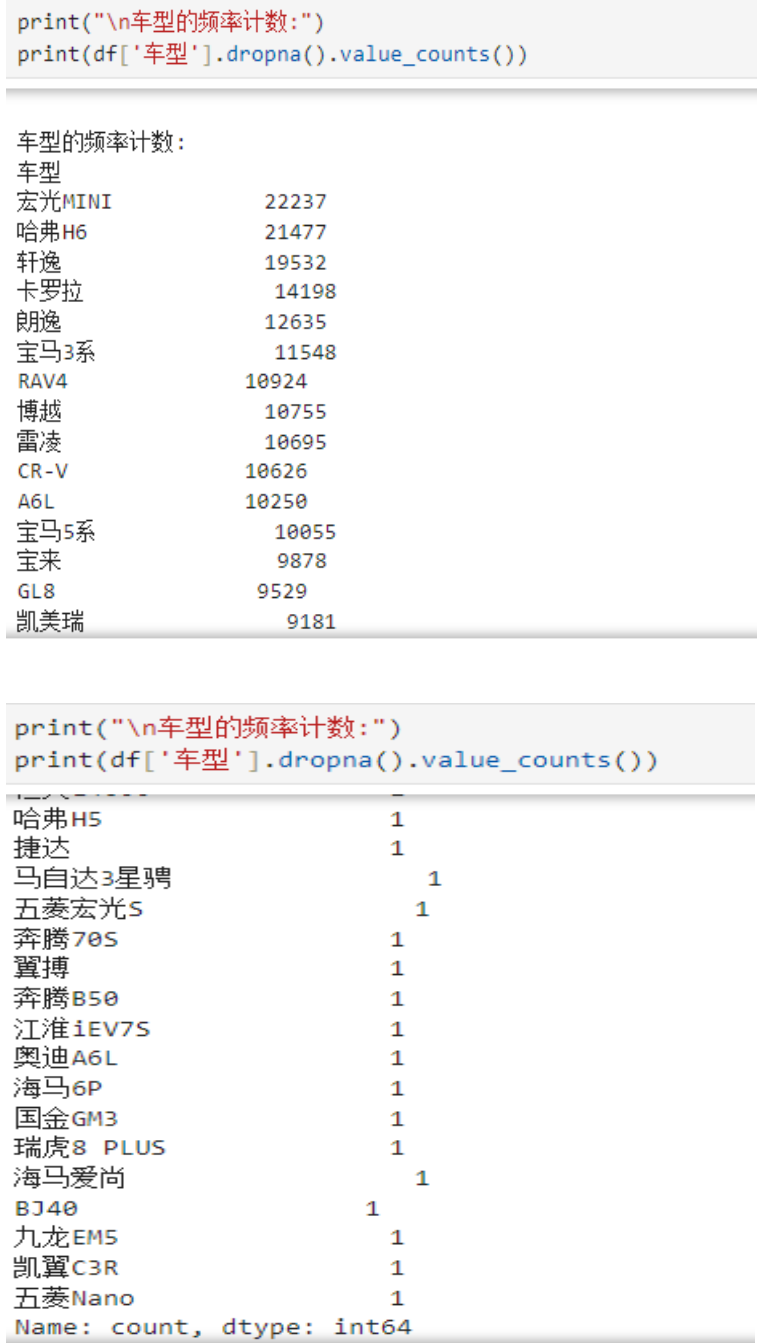 print("\n车型的频率计数:")
print(df['车型'].dropna().value_counts())
车型的频率计数:
车型
宏光MINI 22237
哈弗H6 21477
轩逸 19532
卡罗拉 14198
朗逸 12635
宝马3系 11548
RAV4 10924
博越 10755
雷凌 10695
CR-V 10626
A6L 10250
宝马5系 10055
宝来 9878
GL8 9529
凯美瑞 9181
print("\n车型的频率计数:")
print(df['车型'].dropna().value_counts())
哈弗H5 1
捷达 1
马自达3星骋 1
五菱宏光S 1
奔腾70S 1
翼搏 1
奔腾B50 1
江淮iEV7S 1
奥迪A6L 1
海马6P 1
国金GM3 1
瑞虎8 PLUS 1
海马爱尚 1
BJ40 1
九龙EM5 1
凯翼C3R 1
五菱Nano 1
Name: count, dtype: int64